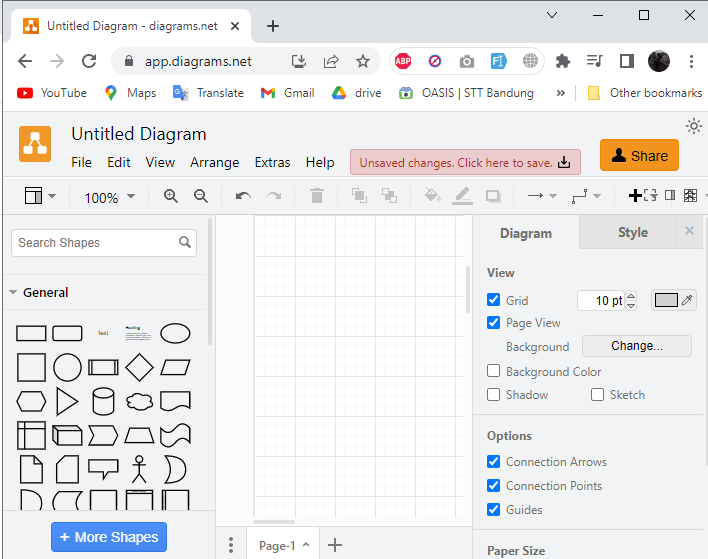 Untitled Diagram - diagrams.net
app.diagrams.net
ABP
YouTube Maps Translate Gmail drive OASIS | STT Bandung » Other bookmarks
Untitled Diagram
File Edit View Arrange Extras Help
Unsaved changes. Click here to save.
Share
100%
Search Shapes
General
Text
Heading
+ More Shapes
Page-1
Diagram Style
View
Grid 10 pt
Page View
Background Change...
Background Color
Shadow Sketch
Options
Connection Arrows
Connection Points
Guides
Paper Size